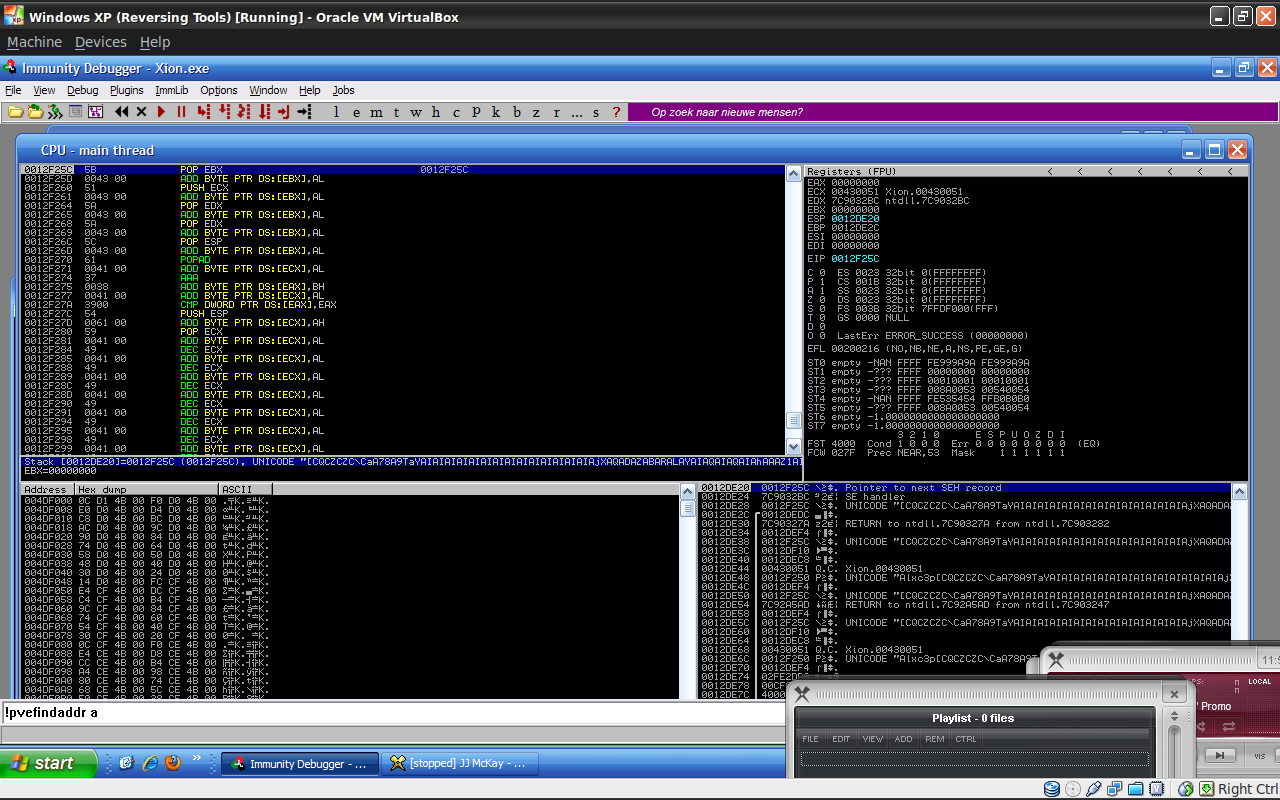 Windows XP (Reversing Tools) [Running] - Oracle VM VirtualBox
Machine Devices Help
Immunity Debugger - Xion.exe
File View Debug Plugins ImmLib Options Window Help Jobs
l e m t w h c P k b z r ... s ? Op zoek naar nieuwe mensen?
CPU - main thread
0012F25C 5B POP EBX 0012F25C
0012F25D 0043 00 ADD BYTE PTR DS:[EBX],AL
0012F260 51 PUSH ECX
0012F261 0043 00 ADD BYTE PTR DS:[EBX],AL
0012F264 5A POP EDX
0012F265 0043 00 ADD BYTE PTR DS:[EBX],AL
0012F268 5A POP EDX
0012F269 0043 00 ADD BYTE PTR DS:[EBX],AL
0012F26C 5C POP ESP
0012F26D 0043 00 ADD BYTE PTR DS:[EBX],AL
0012F270 61 POPAD
0012F271 0041 00 ADD BYTE PTR DS:[ECX],AL
0012F274 37 AAA
0012F275 0038 ADD BYTE PTR DS:[EAX],BH
0012F277 0041 00 ADD BYTE PTR DS:[ECX],AL
0012F27A 3900 CMP DWORD PTR DS:[EAX],EAX
0012F27C 54 PUSH ESP
0012F27D 0061 00 ADD BYTE PTR DS:[ECX],AH
0012F280 59 POP ECX
0012F281 0041 00 ADD BYTE PTR DS:[ECX],AL
0012F284 49 DEC ECX
0012F285 0041 00 ADD BYTE PTR DS:[ECX],AL
0012F288 49 DEC ECX
0012F289 0041 00 ADD BYTE PTR DS:[ECX],AL
0012F28C 49 DEC ECX
0012F28D 0041 00 ADD BYTE PTR DS:[ECX],AL
0012F290 49 DEC ECX
0012F291 0041 00 ADD BYTE PTR DS:[ECX],AL
0012F294 49 DEC ECX
0012F295 0041 00 ADD BYTE PTR DS:[ECX],AL
0012F298 49 DEC ECX
0012F299 0041 00 ADD BYTE PTR DS:[ECX],AL
Stack [0012DE20]=0012F25C (0012F25C), UNICODE "[CQCZCZC\CaA78A9TaYAIAIAIAIAIAIAIAIAIAIAIAIAIAIAjXAQADAZABARALAYAIAQAIAQAIAhAAAZ1AI
EBX=00000000
Registers (FPU) < < < < < < <
EAX 00000000
ECX 00430051 Xion.00430051
EDX 7C9032BC ntdll.7C9032BC
EBX 00000000
ESP 0012DE20
EBP 0012DE2C
ESI 00000000
EDI 00000000
EIP 0012F25C
C 0 ES 0023 32bit 0(FFFFFFFF)
P 1 CS 001B 32bit 0(FFFFFFFF)
A 1 SS 0023 32bit 0(FFFFFFFF)
Z 0 DS 0023 32bit 0(FFFFFFFF)
S 0 FS 003B 32bit 7FFDF000(FFF)
T 0 GS 0000 NULL
D 0
O 0 LastErr ERROR_SUCCESS (00000000)
EFL 00200216 (NO,NB,NE,A,NS,PE,GE,G)
ST0 empty -NAN FFFF FE999A9A FE999A9A
ST1 empty -??? FFFF 00000000 00000000
ST2 empty -??? FFFF 00010001 00010001
ST3 empty -??? FFFF 008A0053 00540054
ST4 empty -NAN FFFF FE535454 FFB0B0B0
ST5 empty -??? FFFF 008A0053 00540054
ST6 empty -1.0000000000000000000
ST7 empty -1.0000000000000000000
3 2 1 0 E S P U O Z D I
FST 4000 Cond 1 0 0 0 Err 0 0 0 0 0 0 0 0 (EQ)
FCW 027F Prec NEAR,53 Mask 1 1 1 1 1 1
Address Hex dump ASCII
004DF000 0C D1 4B 00 F0 D0 4B 00
004DF008 E0 D0 4B 00 D4 D0 4B 00
004DF010 C8 D0 4B 00 BC D0 4B 00
004DF018 AC D0 4B 00 9C D0 4B 00
004DF020 90 D0 4B 00 84 D0 4B 00
004DF028 74 D0 4B 00 64 D0 4B 00
004DF030 58 D0 4B 00 50 D0 4B 00
004DF038 48 D0 4B 00 40 D0 4B 00
004DF040 30 D0 4B 00 24 D0 4B 00
004DF048 14 D0 4B 00 FC CF 4B 00
004DF050 E4 CF 4B 00 DC CF 4B 00
004DF058 C4 CF 4B 00 B4 CF 4B 00
004DF060 9C CF 4B 00 84 CF 4B 00
004DF068 74 CF 4B 00 60 CF 4B 00
004DF070 54 CF 4B 00 48 CF 4B 00
004DF078 30 CF 4B 00 20 CF 4B 00
004DF080 0C CF 4B 00 F0 CE 4B 00
004DF088 E4 CE 4B 00 D8 CE 4B 00
004DF090 CC CE 4B 00 B4 CE 4B 00
004DF098 A4 CE 4B 00 98 CE 4B 00
004DF0A0 80 CE 4B 00 74 CE 4B 00
004DF0A8 68 CE 4B 00 5C CE 4B 00
0012DE20 0012F25C Pointer to next SEH record
0012DE24 7C9032BC SE handler
0012DE28 0012F25C UNICODE "[CQCZCZC\CaA78A9TaYAIAIAIAIAIAIAIAIAIAIAIAIAIAIAjXAQADA
0012DE2C 0012DEDC
0012DE30 7C90327A RETURN to ntdll.7C90327A from ntdll.7C903282
0012DE34 0012DEF4
0012DE38 0012F25C UNICODE "[CQCZCZC\CaA78A9TaYAIAIAIAIAIAIAIAIAIAIAIAIAIAIAjXAQADA
0012DE3C 0012DF10
0012DE40 0012DEC8
0012DE44 00430051 Q.C. Xion.00430051
0012DE48 0012F250 UNICODE "Alxc3p[CQCZCZC\CaA78A9TaYAIAIAIAIAIAIAIAIAIAIAIAIAIAIAj
0012DE4C 0012DEF4
0012DE50 0012F25C UNICODE "[CQCZCZC\CaA78A9TaYAIAIAIAIAIAIAIAIAIAIAIAIAIAIAjXAQADA
0012DE54 7C92A5AD RETURN to ntdll.7C92A5AD from ntdll.7C903247
0012DE58 0012DEF4
0012DE5C 0012F25C UNICODE "[CQCZCZC\CaA78A9TaYAIAIAIAIAIAIAIAIAIAIAIAIAIAIAjXAQADA
0012DE60 0012DF10
0012DE64 0012DEC8
0012DE68 00430051 Q.C. Xion.00430051
0012DE6C 0012F250 UNICODE "Alxc3p[CQCZCZC\CaA78A9T
0012DE70 0012DEF4
0012DE74
0012DE78
0012DE7C
LOCAL
' Promo
VIS
Playlist - 0 files
FILE EDIT VIEW ADD REM CTRL
!pvefindaddr a
start Immunity Debugger - ... [stopped] JJ McKay - ...
Right Ctrl